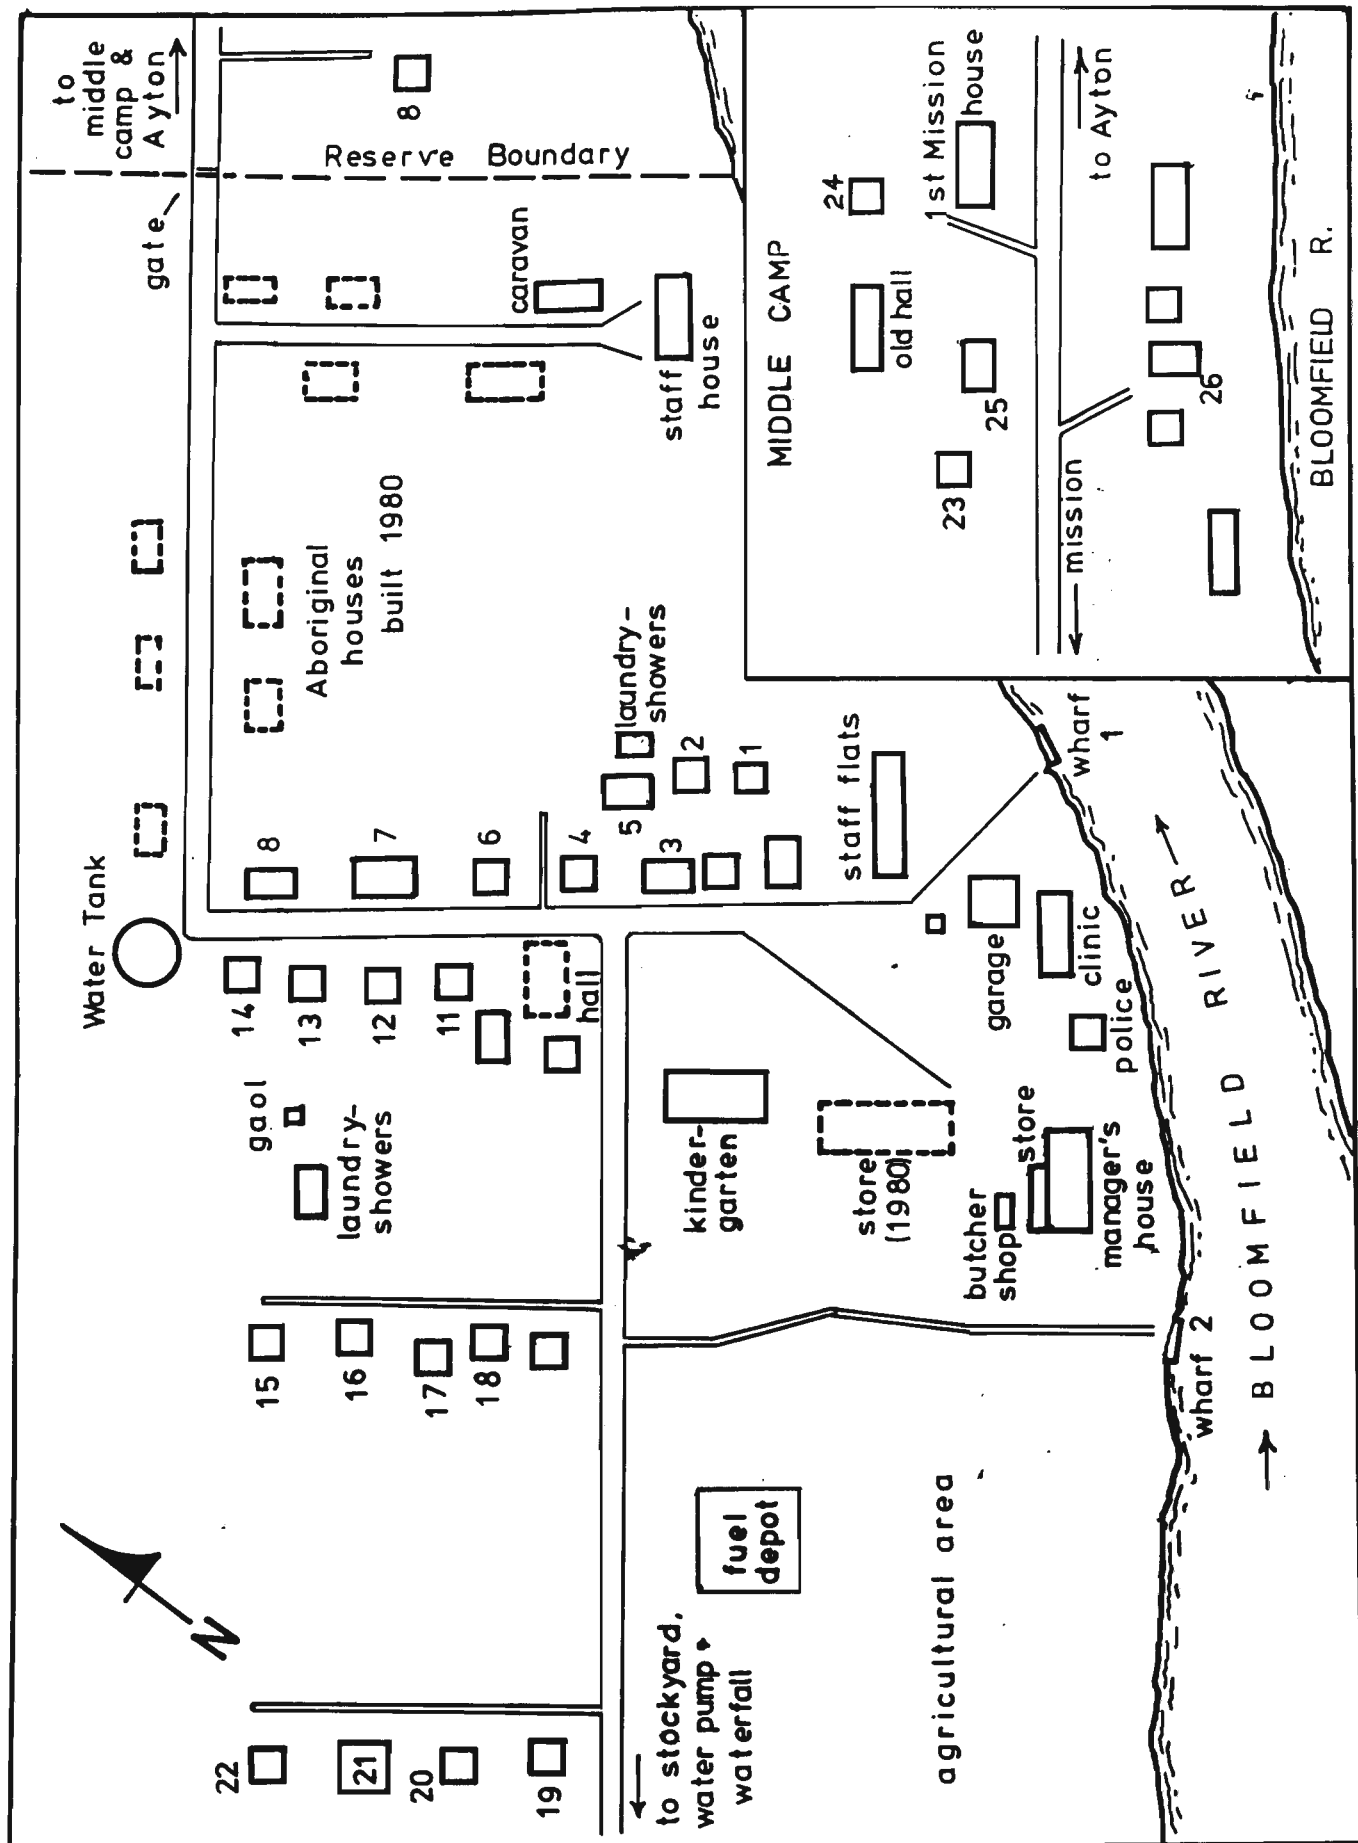 to
middle
camp &
Ayton
gate
Reserve Boundary
8
caravan
staff
house
Water Tank
Aboriginal
houses
built 1980
laundry-
showers
8
7
6
4
5
3
2
1
staff flats
wharf
1
14
13
12
11
hall
gaol
laundry-
showers
garage
clinic
police
kinder-
garten
store
(1980)
store
butcher
shop
manager's
house
15
16
17
18
wharf 2
BLOOMFIELD RIVER
N
fuel
depot
agricultural area
22
21
20
19
to stockyard,
water pump +
waterfall
MIDDLE CAMP
24
1st Mission
house
old hall
25
23
to Ayton
mission
26
BLOOMFIELD R.